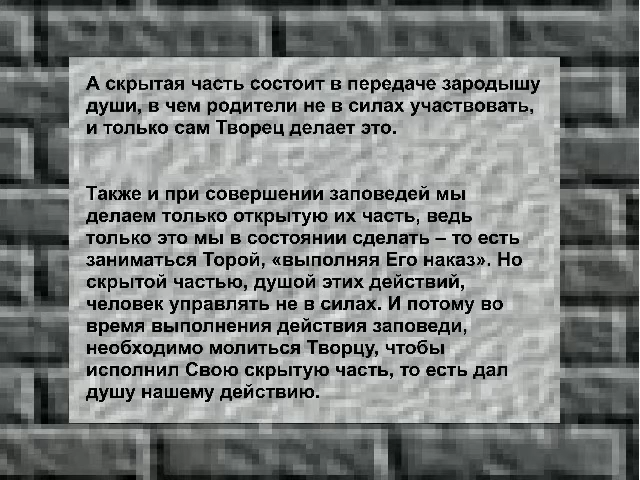 А скрытая часть состоит в передаче зародышу
души, в чем родители не в силах участвовать,
и только сам Творец делает это.
Также и при совершении заповедей мы
делаем только открытую их часть, ведь
только это мы в состоянии сделать – то есть
заниматься Торой, «выполняя Его наказ». Но
скрытой частью, душой этих действий,
человек управлять не в силах. И потому во
время выполнения действия заповеди,
необходимо молиться Творцу, чтобы
исполнил Свою скрытую часть, то есть дал
душу нашему действию.